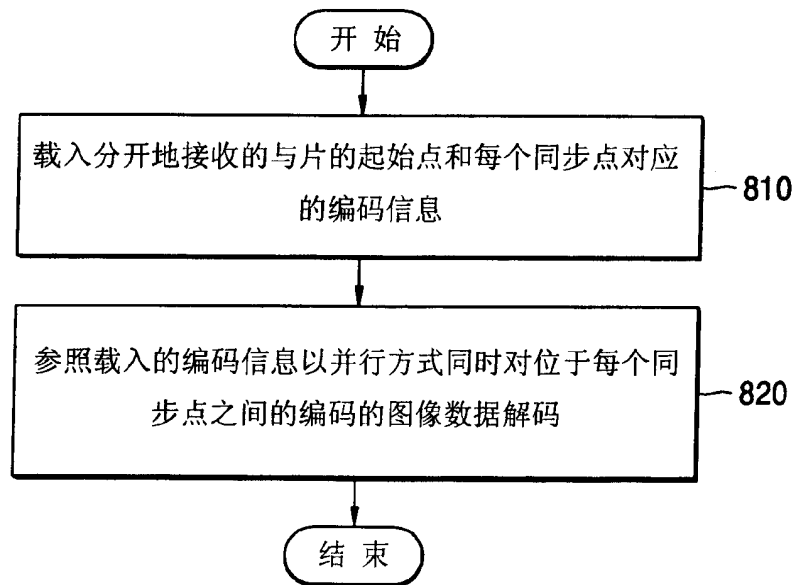 开 始
载入分开地接收的与片的起始点和每个同步点对应
的编码信息
810
参照载入的编码信息以并行方式同时对位于每个同
步点之间的编码的图像数据解码
820
结 束